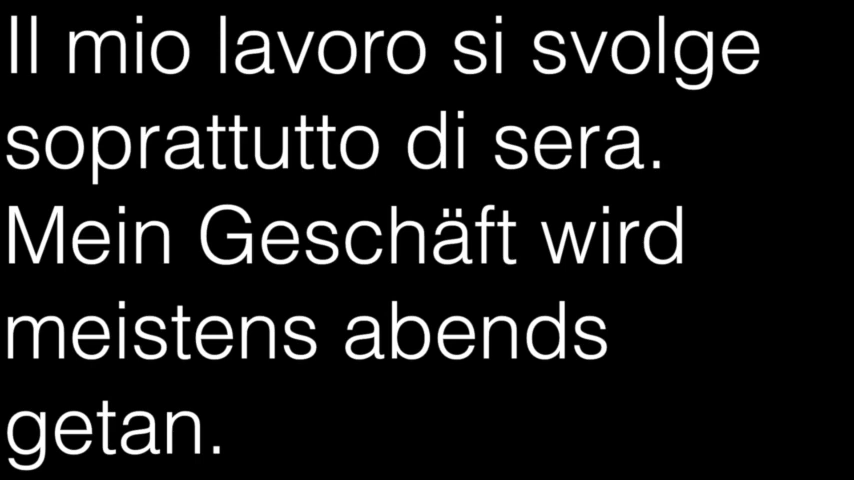 Il mio lavoro si svolge
soprattutto di sera.
Mein Geschäft wird
meistens abends
getan.